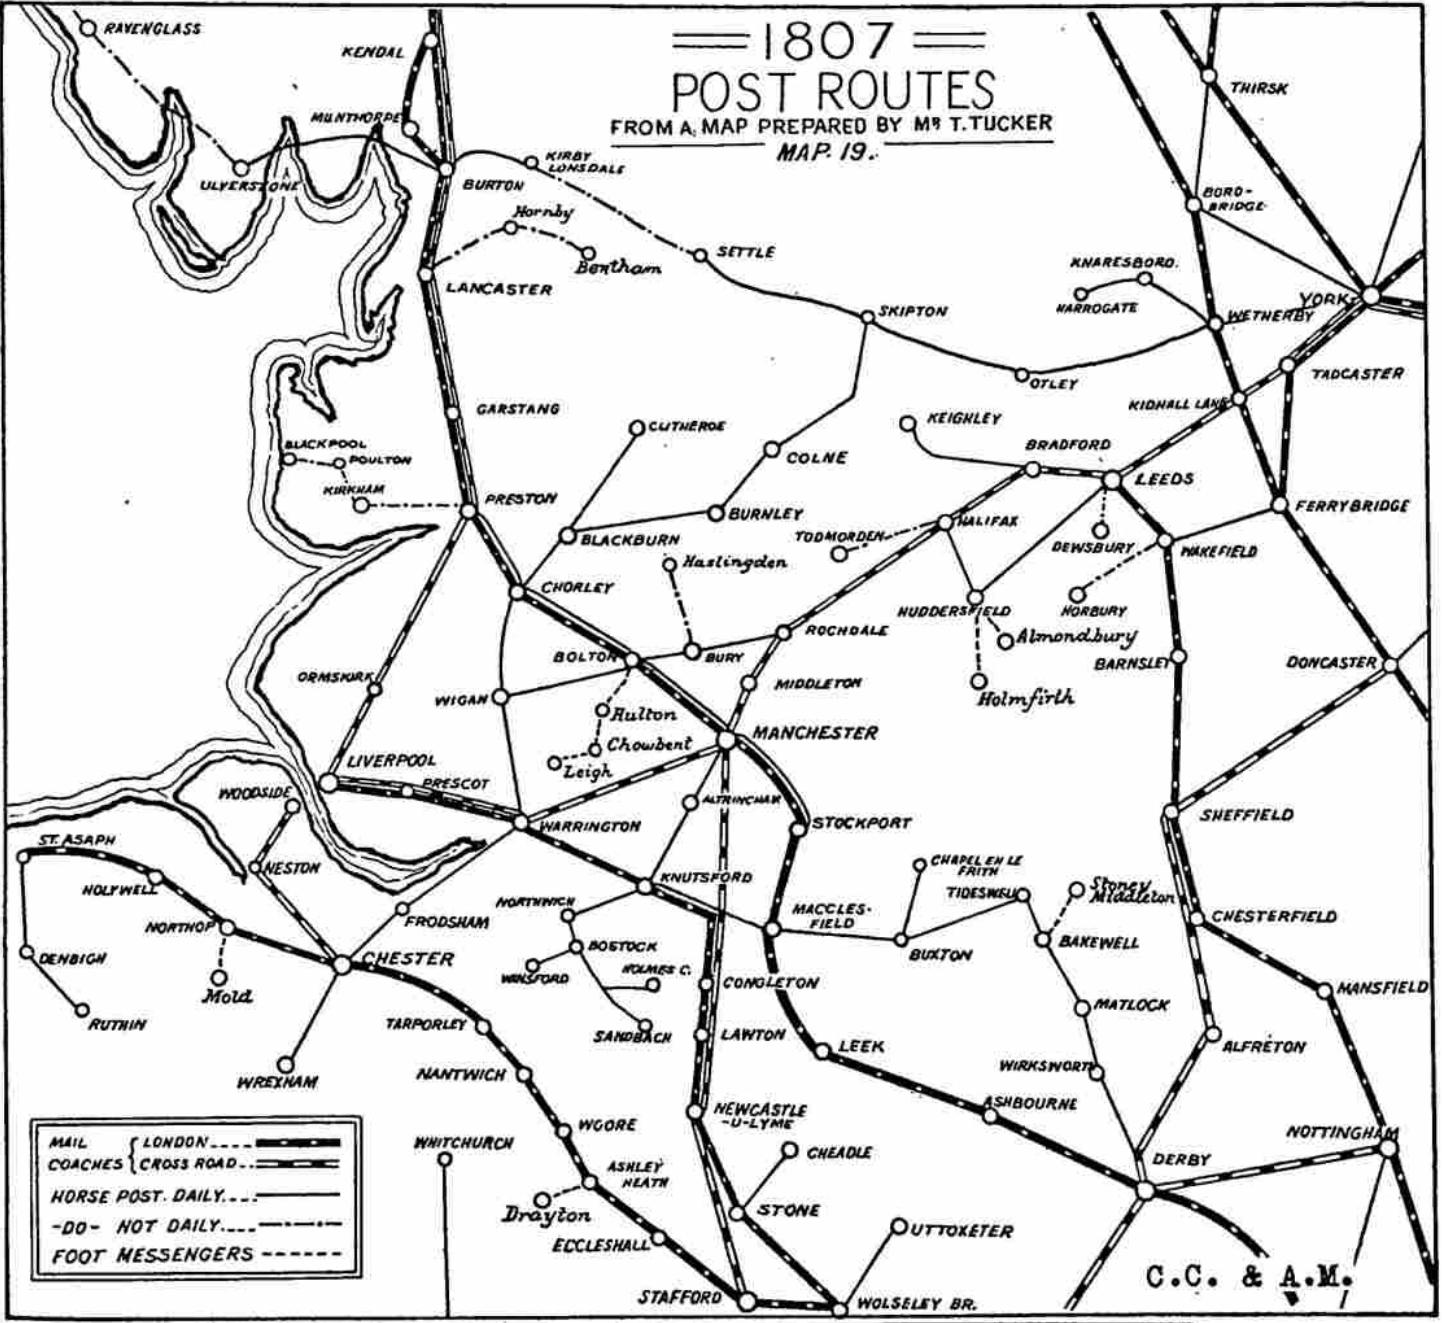 1807
POST ROUTES
FROM A MAP PREPARED BY MR T. TUCKER
MAP. 19.
RAVENGLASS
KENDAL
THIRSK
MILNTHORPE
KIRBY
LONSDALE
ULVERSTONE
BURTON
BORO-
BRIDGE
Hornby
Bentham
SETTLE
KNARESBORO.
LANCASTER
HARROGATE
YORK
SKIPTON
WETHERBY
OTLEY
TADCASTER
GARSTANG
KIDHALL LANE
CLITHEROE
KEIGHLEY
BLACKPOOL
POULTON
COLNE
BRADFORD
KIRKHAM
LEEDS
PRESTON
BURNLEY
FERRYBRIDGE
BLACKBURN
TODMORDEN
HALIFAX
DEWSBURY
WAKEFIELD
Haslingden
CHORLEY
HUDDERSFIELD
HORBURY
ROCHDALE
Almondbury
BOLTON
BURY
BARNSLEY
DONCASTER
ORMSKIRK
WIGAN
MIDDLETON
Holmfirth
Hulton
MANCHESTER
Chowbent
LIVERPOOL
Leigh
PRESCOT
WOODSIDE
ALTRINCHAM
WARRINGTON
STOCKPORT
SHEFFIELD
ST. ASAPH
NESTON
CHAPEL EN LE
FRITH
KNUTSFORD
HOLYWELL
TIDESWELL
Stoney
Middleton
NORTHWICH
FRODSHAM
MACCLES-
FIELD
CHESTERFIELD
NORTHOP
BOSTOCK
BAKEWELL
DENBIGH
CHESTER
BUXTON
WINSFORD
HOLMES C.
CONGLETON
MANSFIELD
Mold
MATLOCK
RUTHIN
TARPORLEY
SANDBACH
LAWTON
LEEK
ALFRETON
WREXHAM
NANTWICH
WIRKSWORTH
ASHBOURNE
NEWCASTLE
-U-LYME
WOORE
NOTTINGHAM
WHITCHURCH
CHEADLE
DERBY
ASHLEY
HEATH
Drayton
STONE
UTTOXETER
ECCLESHALL
STAFFORD
WOLSELEY BR.
C.C. & A.M.
MAIL COACHES { LONDON
CROSS ROAD
HORSE POST. DAILY
-DO- NOT DAILY
FOOT MESSENGERS